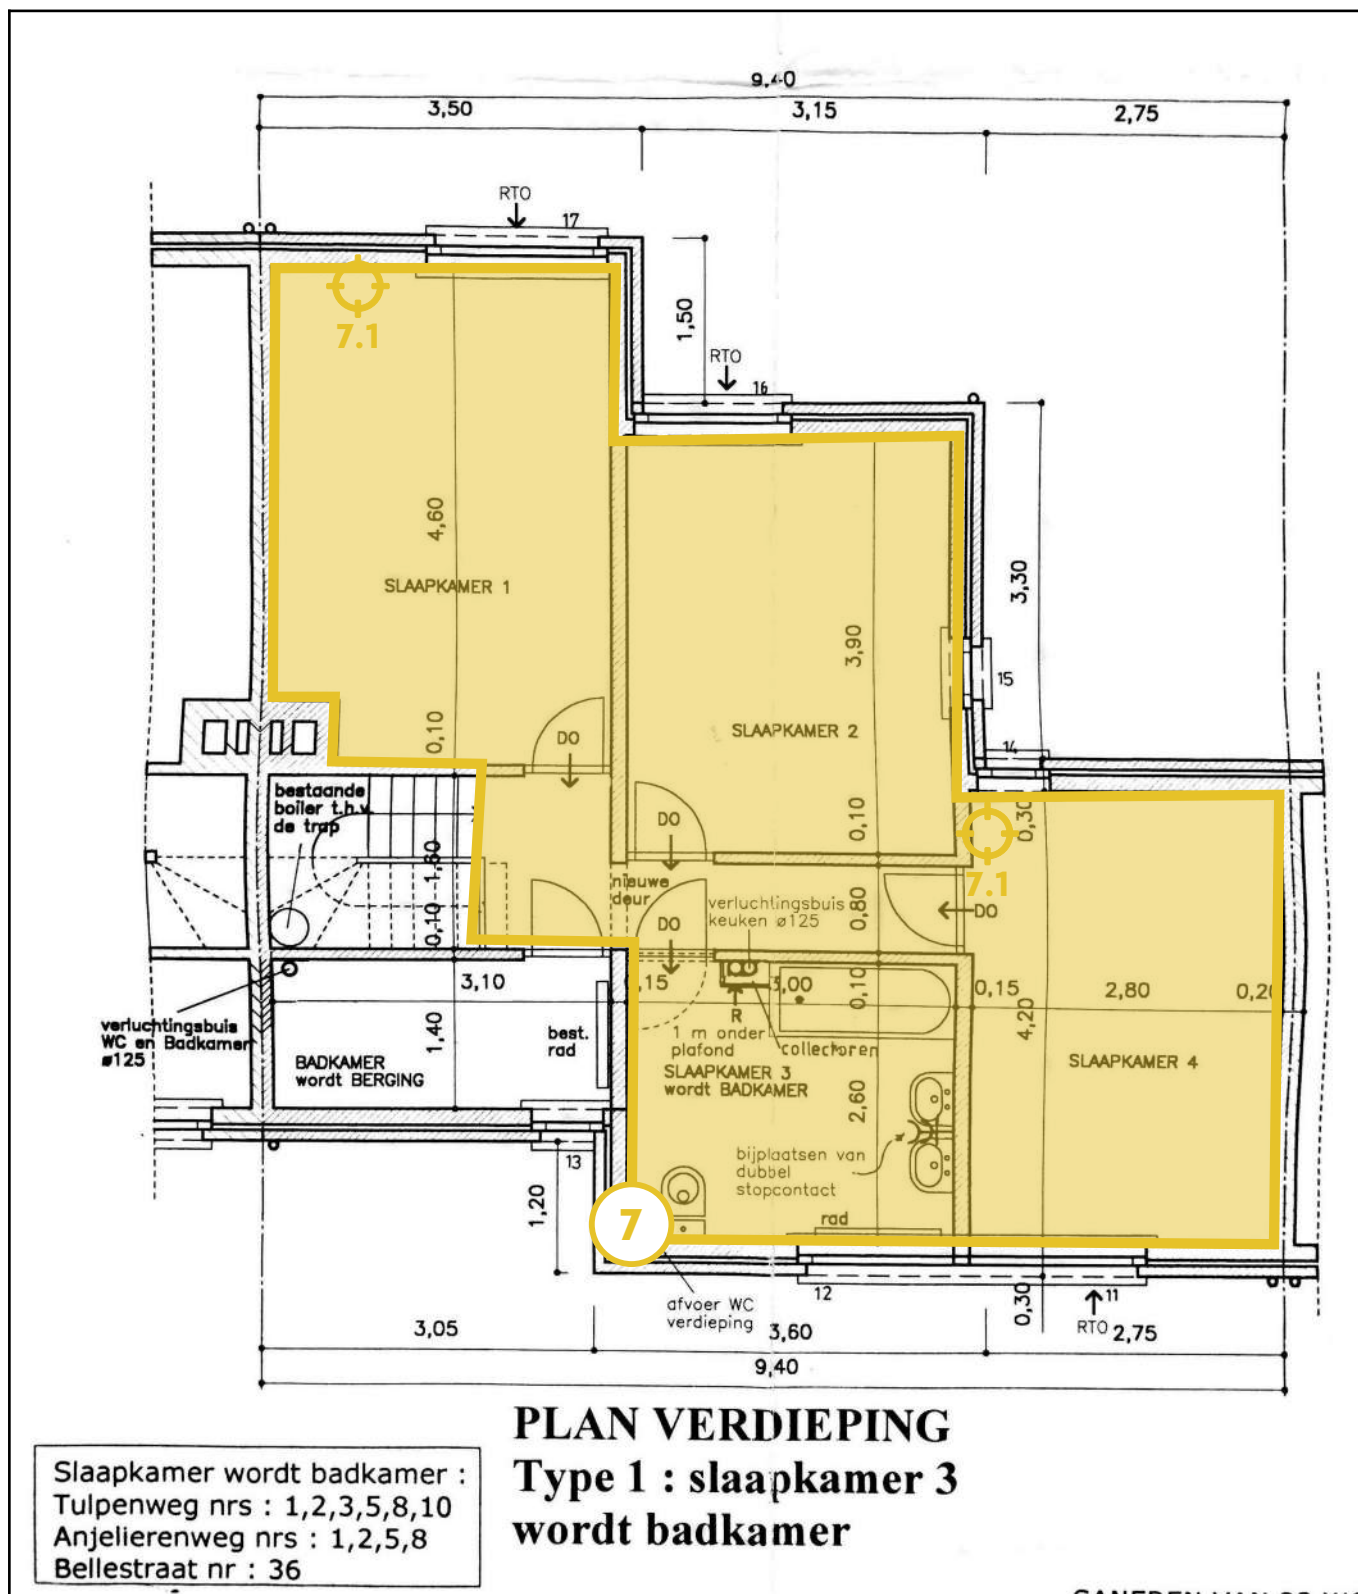 9,40
3,50
3,15
2,75
RTO
17
7.1
1,50
RTO
16
4,60
SLAAPKAMER 1
3,30
3,90
15
SLAAPKAMER 2
0,10
DO
14
bestaande
boiler t.h.v.
de trap
0,30
0,10
DO
7.1
1,60
nieuwe
deur
verluchtingsbuis
keuken ø125
0,80
DO
DO
0,10
3,10
,15
3,00
0,10
0,15
2,80
0,20
R
4,20
verluchtingsbuis
WC en Badkamer
ø125
1,40
best.
rad
1 m onder
plafond
collectoren
BADKAMER
wordt BERGING
SLAAPKAMER 3
wordt BADKAMER
SLAAPKAMER 4
2,60
bijplaatsen van
dubbel
stopcontact
13
1,20
7
rad
afvoer WC
verdieping
12
0,30
11
RTO
3,05
3,60
2,75
9,40
PLAN VERDIEPING
Type 1 : slaapkamer 3
wordt badkamer
Slaapkamer wordt badkamer :
Tulpenweg nrs : 1,2,3,5,8,10
Anjelierenweg nrs : 1,2,5,8
Bellestraat nr : 36